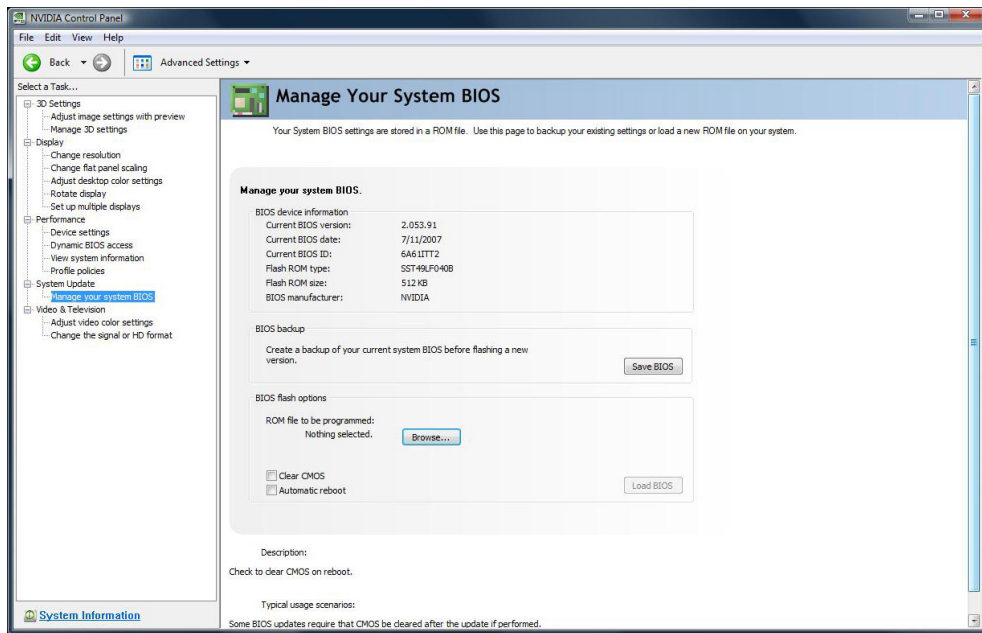 NVIDIA Control Panel
File Edit View Help
Back Advanced Settings
Select a Task...
3D Settings
Adjust image settings with preview
Manage 3D settings
Display
Change resolution
Change flat panel scaling
Adjust desktop color settings
Rotate display
Set up multiple displays
Performance
Device settings
Dynamic BIOS access
View system information
Profile policies
System Update
Manage your system BIOS
Video & Television
Adjust video color settings
Change the signal or HD format
System Information
Manage Your System BIOS
Your System BIOS settings are stored in a ROM file. Use this page to backup your existing settings or load a new ROM file on your system.
Manage your system BIOS.
BIOS device information
Current BIOS version: 2.053.91
Current BIOS date: 7/11/2007
Current BIOS ID: 6A61ITT2
Flash ROM type: SST49LF040B
Flash ROM size: 512 KB
BIOS manufacturer: NVIDIA
BIOS backup
Create a backup of your current system BIOS before flashing a new
version.
Save BIOS
BIOS flash options
ROM file to be programmed:
Nothing selected. Browse...
Clear CMOS
Automatic reboot
Load BIOS
Description:
Check to clear CMOS on reboot.
Typical usage scenarios:
Some BIOS updates require that CMOS be cleared after the update if performed.